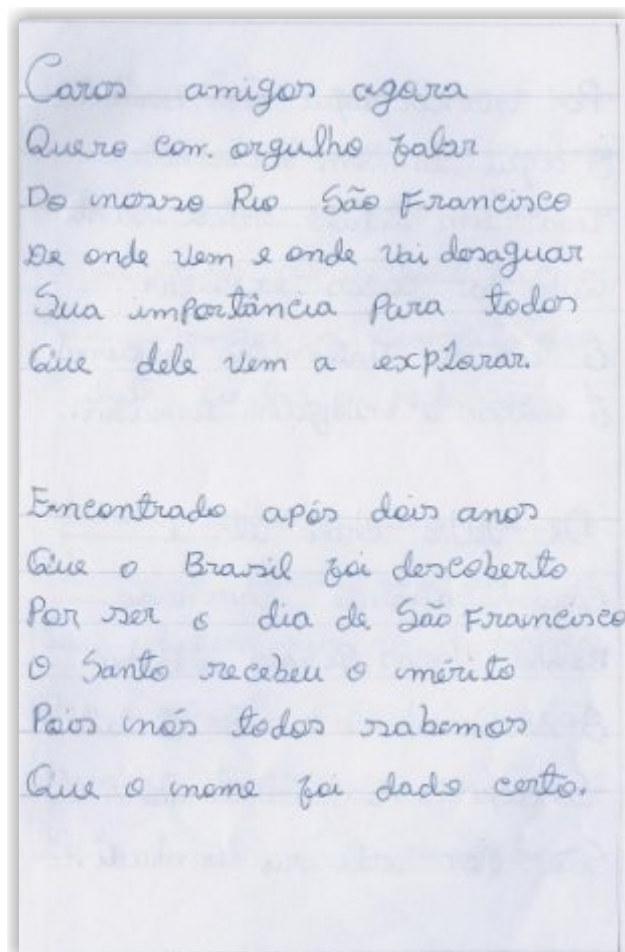 Caros amigos agora
Quero com orgulho falar
Do nosso Rio São Francisco
De onde vem e onde vai desaguar
Sua importância para todos
Que dele vem a explorar.
Encontrado após dois anos
Que o Brasil foi descoberto
Por ser o dia de São Francisco
O Santo recebeu o mérito
Pois nós todos sabemos
Que o nome foi dado certo.